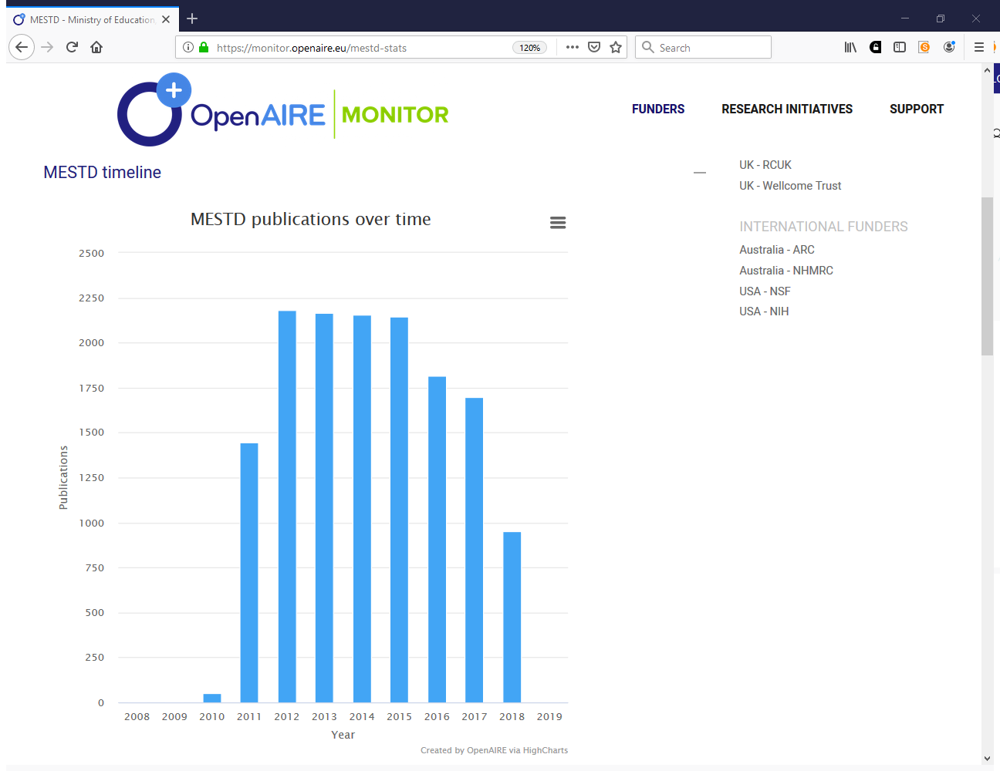 MESTD - Ministry of Education,
https://monitor.openaire.eu/mestd-stats
120%
Search
OpenAIRE MONITOR
FUNDERS
RESEARCH INITIATIVES
SUPPORT
MESTD timeline
UK - RCUK
UK - Wellcome Trust
INTERNATIONAL FUNDERS
Australia - ARC
Australia - NHMRC
USA - NSF
USA - NIH
MESTD publications over time
2500
2250
2000
1750
1500
1250
1000
750
500
250
0
Publications
2008 2009 2010 2011 2012 2013 2014 2015 2016 2017 2018 2019
Year
Created by OpenAIRE via HighCharts